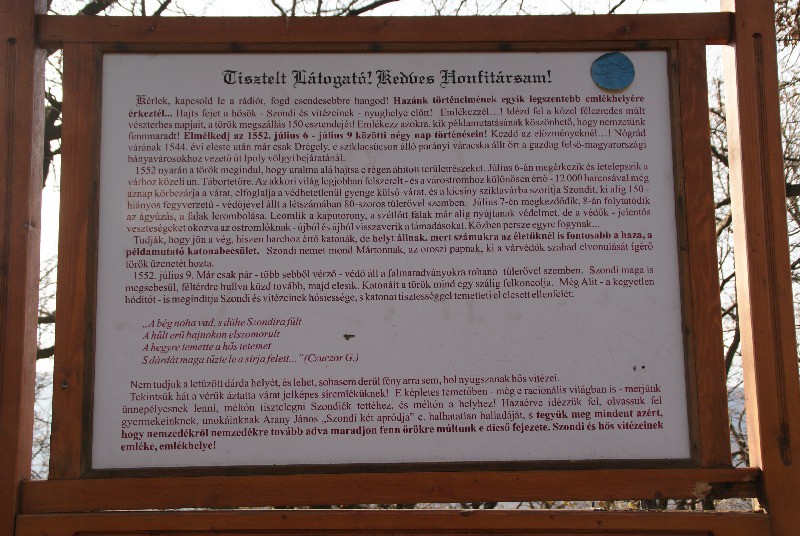 Tisztelt Látogató! Kedves Honfitársam!
Kérlek, kapcsold le a rádiót, fogd csendesebbre hangod! Hazánk történelmének egyik legszentebb emlékhelyére
érkeztél... Hajts fejet a hősök - Szondi és vitézeinek - nyughelye előtt! Emlékezzél...! Idézd fel a közel félezredes múlt
vészterhes napjait, a török megszállás 150 esztendejét! Emlékezz azokra, kik példamutatásának köszönhető, hogy nemzetünk
fennmaradt! Elmélkedj az 1552. július 6 - július 9 közötti négy nap történésein! Kezdd az előzményeknél...! Nógrád
várának 1544. évi eleste után már csak Drégely, e sziklacsúcson álló parányi váracska állt őrt a gazdag felső-magyarországi
bányavárosokhoz vezető út Ipoly völgyi bejáratánál.
1552 nyarán a török megindul, hogy uralma alá hajtsa e régen áhított területrészeket. Július 6-án megérkezik és letelepszik a
várhoz közeli un. Tábortetőre. Az akkori világ legjobban felszerelt - és a várostromhoz különösen értő - 12.000 harcosával még
aznap körbezárja a várat, elfoglalja a védhetetlenül gyenge külső várat, és a kicsiny sziklavárba szorítja Szondit, ki alig 150 -
hiányos fegyverzetű - védőjével állt a létszámában 80-szoros túlerővel szemben. Július 7-én megkezdődik, 8-án folytatódik
az ágyúzás, a falak lerombolása. Leomlik a kaputorony, a szétlőtt falak már alig nyújtanak védelmet, de a védők - jelentős
veszteségeket okozva az ostromlóknak - újból és újból visszaverik a támadásokat. Közben persze egyre fogynak...
Tudják, hogy jön a vég, hiszen harchoz értő katonák, de helyt állnak, mert számukra az életüknél is fontosabb a haza, a
példamutató katonabecsület. Szondi nemet mond Mártonnak, az oroszi papnak, ki a várvédők szabad elvonulását ígérő
török üzenetét hozta.
1552. július 9. Már csak pár - több sebből vérző - védő áll a falmaradványokra rohanó túlerővel szemben. Szondi maga is
megsebesül, féltérdre hullva küzd tovább, majd elesik. Katonáit a török mind egy szálig felkoncolja. Még Ali - a kegyetlen
hódító - is megindítja Szondi és vitézeinek hősiessége, s katonai tisztességgel temetteti el elesett ellenfelét:
„A bég noha vad, s dühe Szondira fúlt
A hűlt erű bajnokon elszomorult
A hegyre temette a hős tetemet
S dárdát maga tűzte le a sírja felett..." (Czuczor G.)
Nem tudjuk a letűzött dárda helyét, és lehet, sohasem derül fény arra sem, hol nyugszanak hős vitézei.
Tekintsük hát a vérük áztatta várat jelképes síremléküknek! E képletes temetőben - még e racionális világban is - merjünk
ünnepélyesnek lenni, méltón tisztelegni Szondiék tettéhez, és méltón a helyhez! Hazaérve idézzük fel, olvassuk fel
gyermekeinknek, unokáinknak Arany János „Szondi két apródja" c. halhatatlan balladáját, s tegyük meg mindent azért,
hogy nemzedékről nemzedékre tovább adva maradjon fenn örökre múltunk e dicső fejezete. Szondi és hős vitézeinek
emléke, emlékhelye!